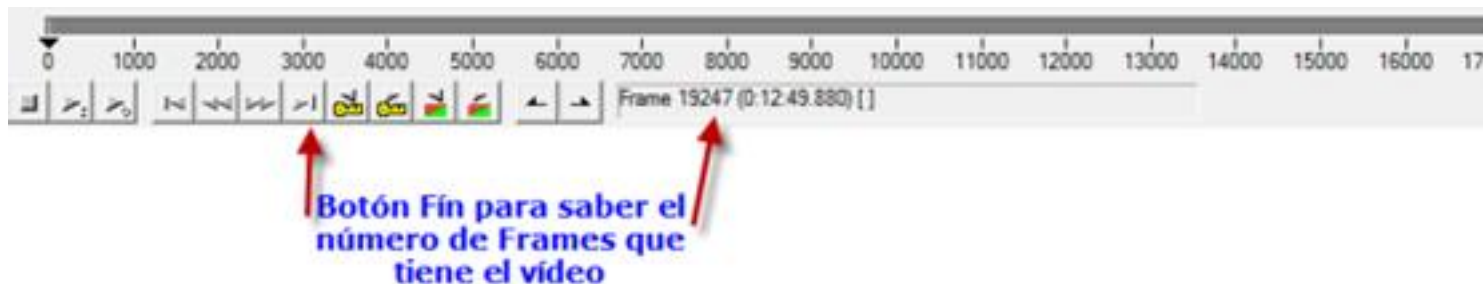 0 1000 2000 3000 4000 5000 6000 7000 8000 9000 10000 11000 12000 13000 14000 15000 16000 17
Frame 19247 (0:12:49.880) [ ]
Botón Fín para saber el
número de Frames que
tiene el vídeo